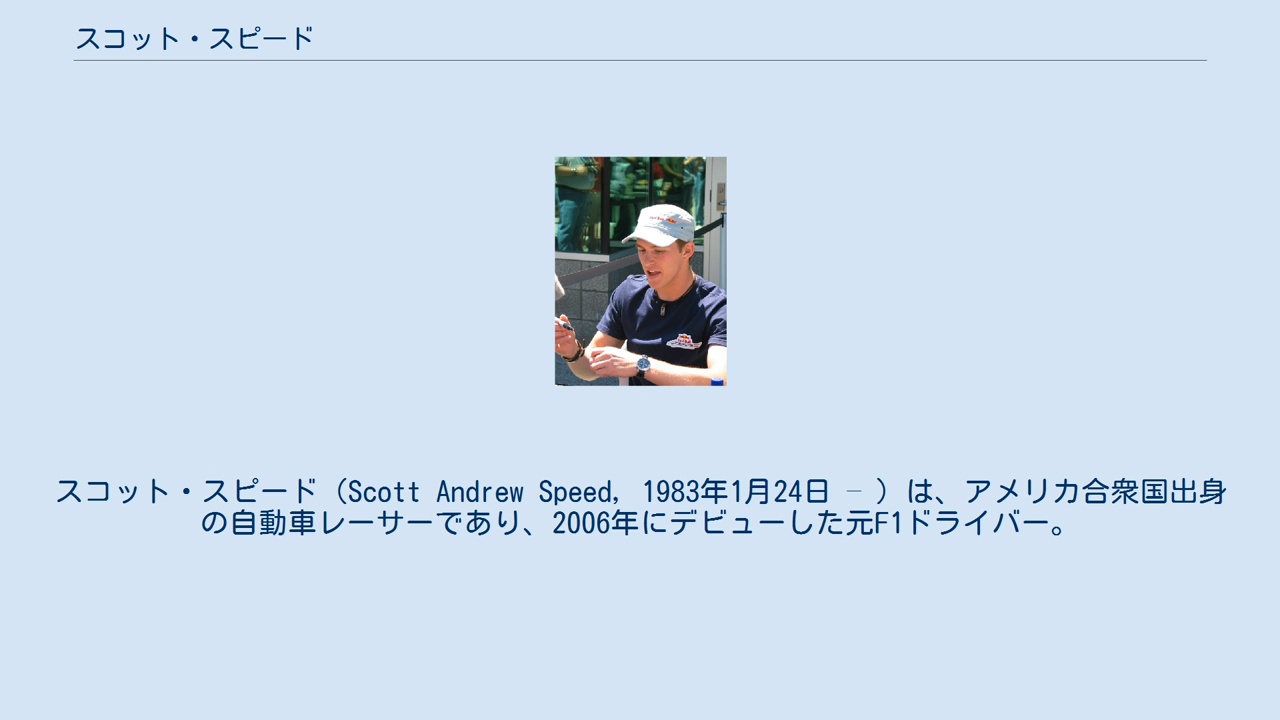 スコット・スピード
スコット・スピード（Scott Andrew Speed, 1983年1月24日 – ）は、アメリカ合衆国出身
の自動車レーサーであり、2006年にデビューした元F1ドライバー。